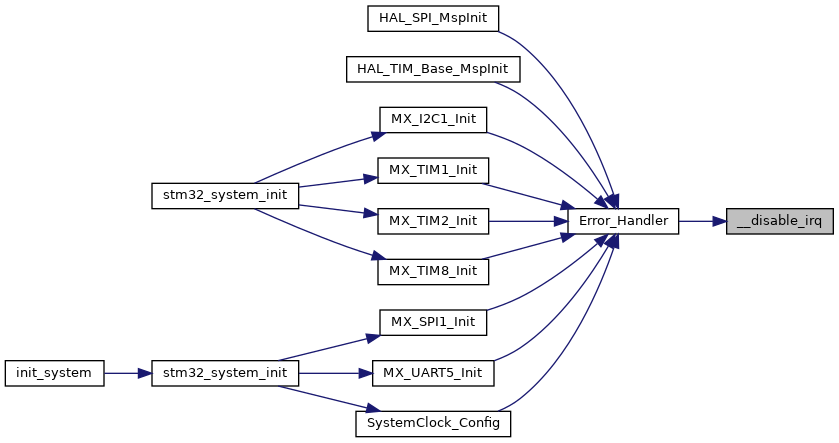 HAL_SPI_MspInit
HAL_TIM_Base_MspInit
MX_I2C1_Init
MX_TIM1_Init
stm32_system_init
MX_TIM2_Init
Error_Handler
__disable_irq
MX_TIM8_Init
MX_SPI1_Init
init_system
stm32_system_init
MX_UART5_Init
SystemClock_Config